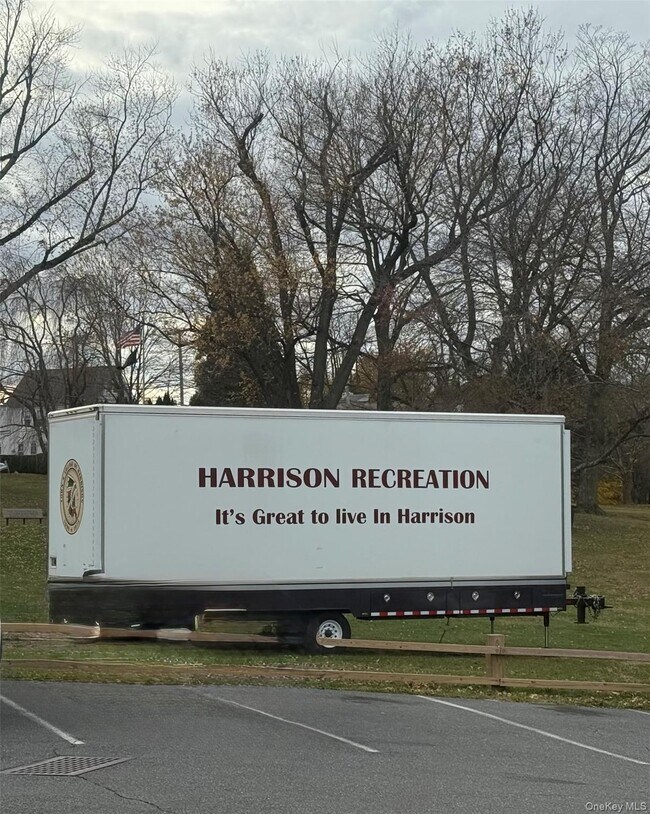 HARRISON RECREATION
It's Great to live In Harrison
OneKey MLS